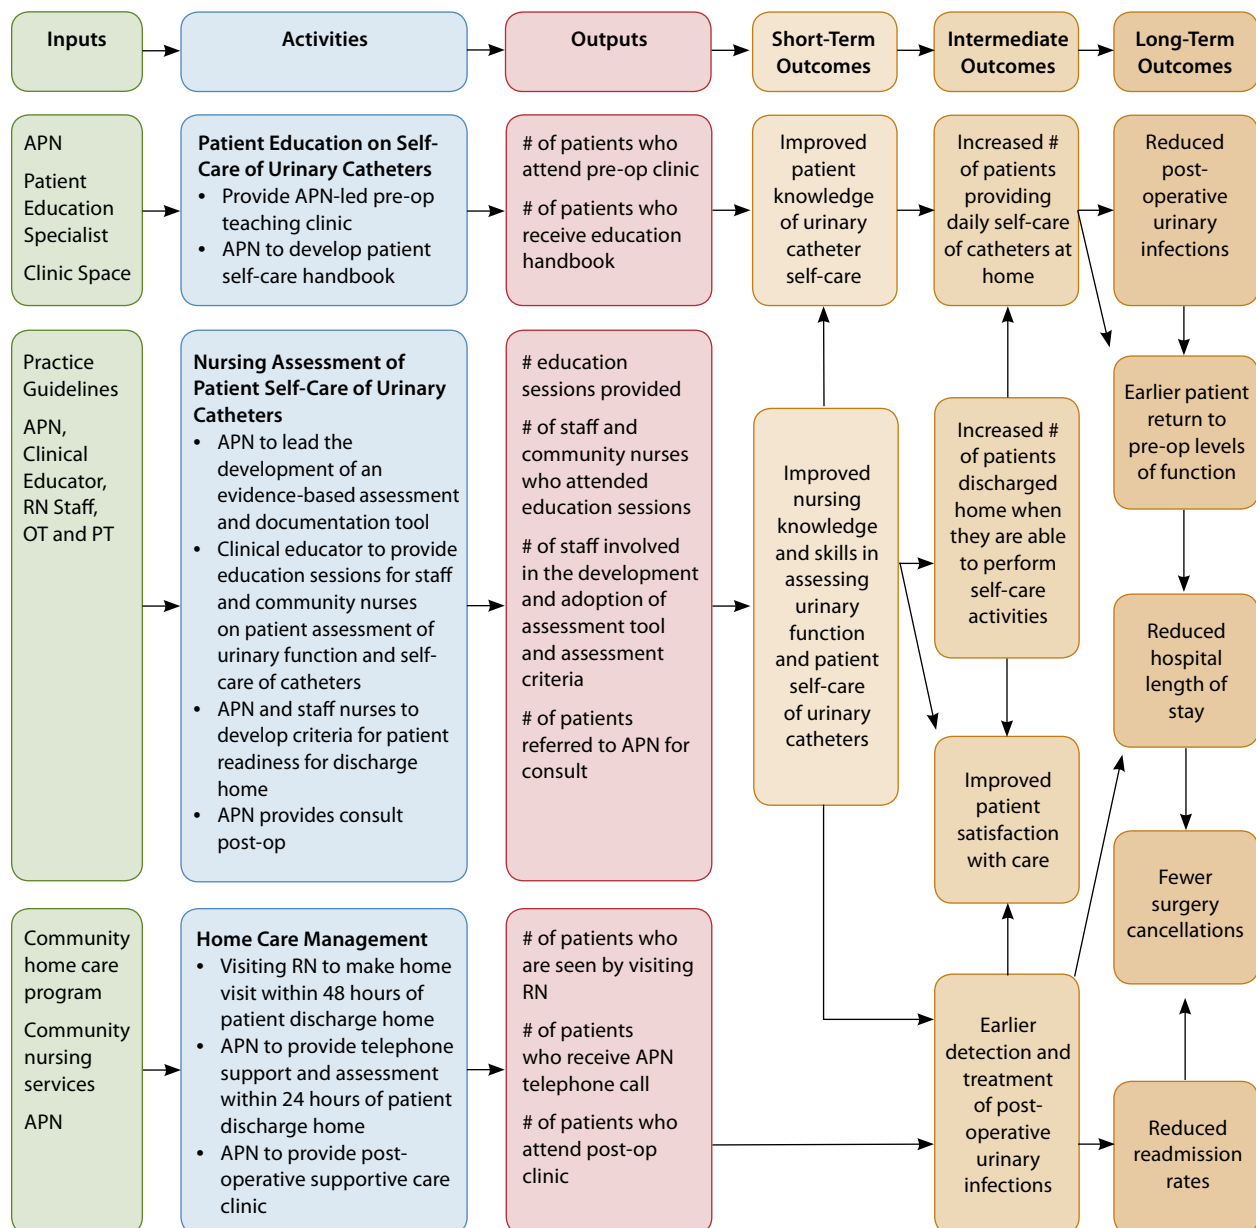 Inputs
Activities
Outputs
Short-Term
Outcomes
Intermediate
Outcomes
Long-Term
Outcomes
APN
Patient
Education
Specialist
Clinic Space
Patient Education on Self-
Care of Urinary Catheters
• Provide APN-led pre-op
teaching clinic
• APN to develop patient
self-care handbook
# of patients who
attend pre-op clinic
# of patients who
receive education
handbook
Improved
patient
knowledge
of urinary
catheter
self-care
Increased #
of patients
providing
daily self-care
of catheters at
home
Reduced
post-
operative
urinary
infections
Practice
Guidelines
APN,
Clinical
Educator,
RN Staff,
OT and PT
Nursing Assessment of
Patient Self-Care of Urinary
Catheters
• APN to lead the
development of an
evidence-based assessment
and documentation tool
• Clinical educator to provide
education sessions for staff
and community nurses
on patient assessment of
urinary function and self-
care of catheters
• APN and staff nurses to
develop criteria for patient
readiness for discharge
home
• APN provides consult
post-op
# education
sessions provided
# of staff and
community nurses
who attended
education sessions
# of staff involved
in the development
and adoption of
assessment tool
and assessment
criteria
# of patients
referred to APN for
consult
Improved
nursing
knowledge
and skills in
assessing
urinary
function
and patient
self-care
of urinary
catheters
Increased #
of patients
discharged
home when
they are able
to perform
self-care
activities
Improved
patient
satisfaction
with care
Earlier patient
return to
pre-op levels
of function
Reduced
hospital
length of
stay
Fewer
surgery
cancellations
Community
home care
program
Community
nursing
services
APN
Home Care Management
• Visiting RN to make home
visit within 48 hours of
patient discharge home
• APN to provide telephone
support and assessment
within 24 hours of patient
discharge home
• APN to provide post-
operative supportive care
clinic
# of patients who
are seen by visiting
RN
# of patients
who receive APN
telephone call
# of patients who
attend post-op
clinic
Earlier
detection and
treatment
of post-
operative
urinary
infections
Reduced
readmission
rates